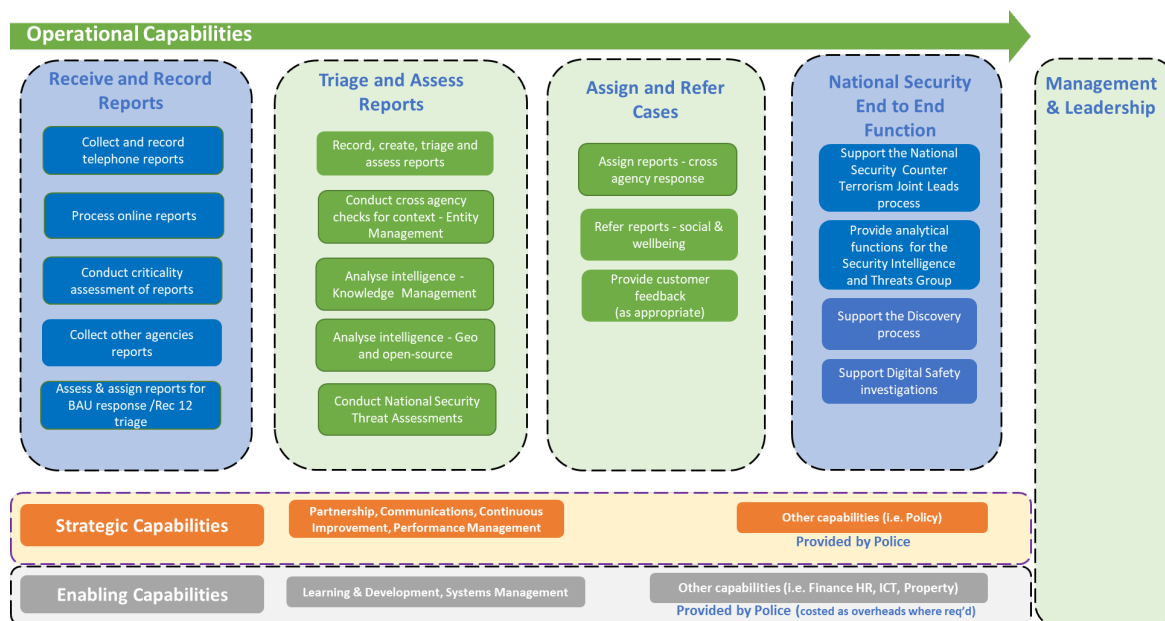 Operational Capabilities
Receive and Record
Reports
Collect and record
telephone reports
Process online reports
Conduct criticality
assessment of reports
Collect other agencies
reports
Assess & assign reports for
BAU response /Rec 12
triage
Triage and Assess
Reports
Record, create, triage and
assess reports
Conduct cross agency
checks for context - Entity
Management
Analyse intelligence -
Knowledge Management
Analyse intelligence - Geo
and open-source
Conduct National Security
Threat Assessments
Assign and Refer
Cases
Assign reports - cross
agency response
Refer reports - social &
wellbeing
Provide customer
feedback
(as appropriate)
National Security
End to End
Function
Support the National
Security Counter
Terrorism Joint Leads
process
Provide analytical
functions for the
Security Intelligence
and Threats Group
Support the Discovery
process
Support Digital Safety
investigations
Management
& Leadership
Strategic Capabilities
Partnership, Communications, Continuous
Improvement, Performance Management
Other capabilities (i.e. Policy)
Provided by Police
Enabling Capabilities
Learning & Development, Systems Management
Other capabilities (i.e. Finance HR, ICT, Property)
Provided by Police (costed as overheads where req'd)